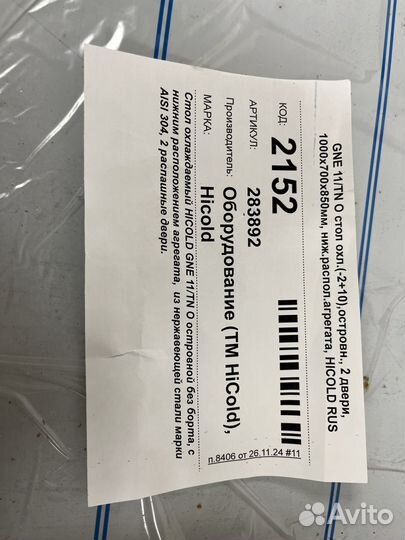 GNE 11/TN O стол охл.(-2+10),островн., 2 двери,
1000х700х850мм, ниж.распол.агрегата, HICOLD RUS
КОД: 2152
АРТИКУЛ: 283892
Производитель: Оборудование (ТМ HiCold),
МАРКА: Hicold
Стол охлаждаемый HICOLD GNE 11/TN O островной без борта, с
нижним расположением агрегата, из нержавеющей стали марки
AISI 304, 2 распашные двери.
п.8406 от 26.11.24 #11
Avito